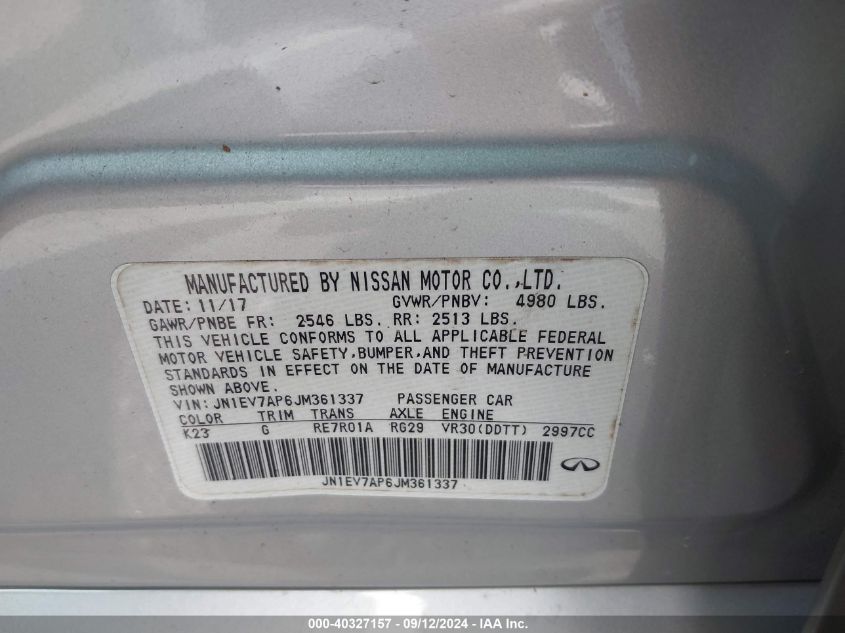 MANUFACTURED BY NISSAN MOTOR CO.,LTD.
DATE: 11/17 GVWR/PNBV: 4980 LBS.
GAWR/PNBE FR: 2546 LBS. RR: 2513 LBS.
THIS VEHICLE CONFORMS TO ALL APPLICABLE FEDERAL
MOTOR VEHICLE SAFETY,BUMPER,AND THEFT PREVENTION
STANDARDS IN EFFECT ON THE DATE OF MANUFACTURE
SHOWN ABOVE.
VIN: JN1EV7AP6JM361337 PASSENGER CAR
COLOR TRIM TRANS AXLE ENGINE
K23 G RE7R01A RG29 VR30(DDTT) 2997CC
JN1EV7AP6JM361337
000-40327157 - 09/12/2024 - IAA Inc.